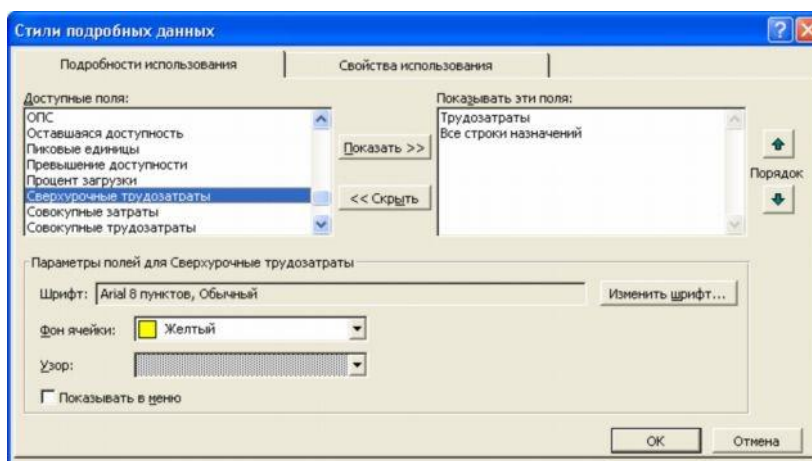 Стили подробных данных
Подробности использования
Свойства использования
Доступные поля:
ОПС
Оставшаяся доступность
Пиковые единицы
Превышение доступности
Процент загрузки
Сверхурочные трудозатраты
Совокупные затраты
Совокупные трудозатраты
Показать >>
<< Скрыть
Показывать эти поля:
Трудозатраты
Все строки назначений
Порядок
Параметры полей для Сверхурочные трудозатраты
Шрифт: Arial 8 пунктов, Обычный
Изменить шрифт...
Фон ячейки: Желтый
Узор:
Показывать в меню
ОК
Отмена